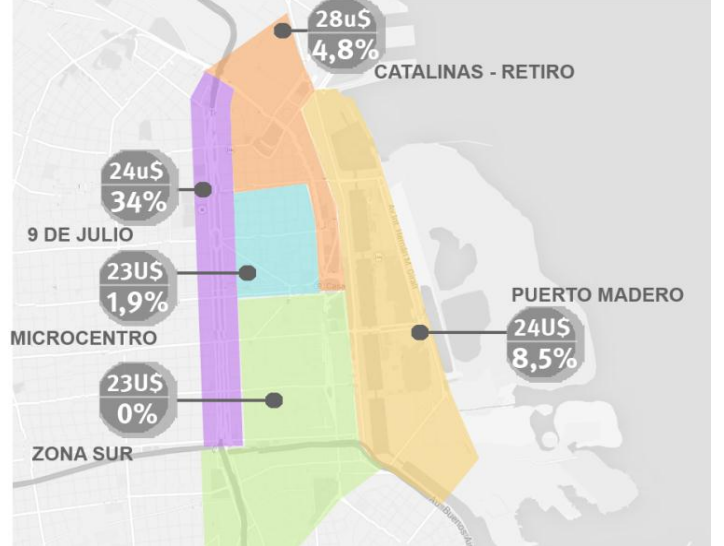 28u$
4,8%
CATALINAS - RETIRO
24u$
34%
9 DE JULIO
23U$
1,9%
MICROCENTRO
PUERTO MADERO
24U$
8,5%
23U$
0%
ZONA SUR